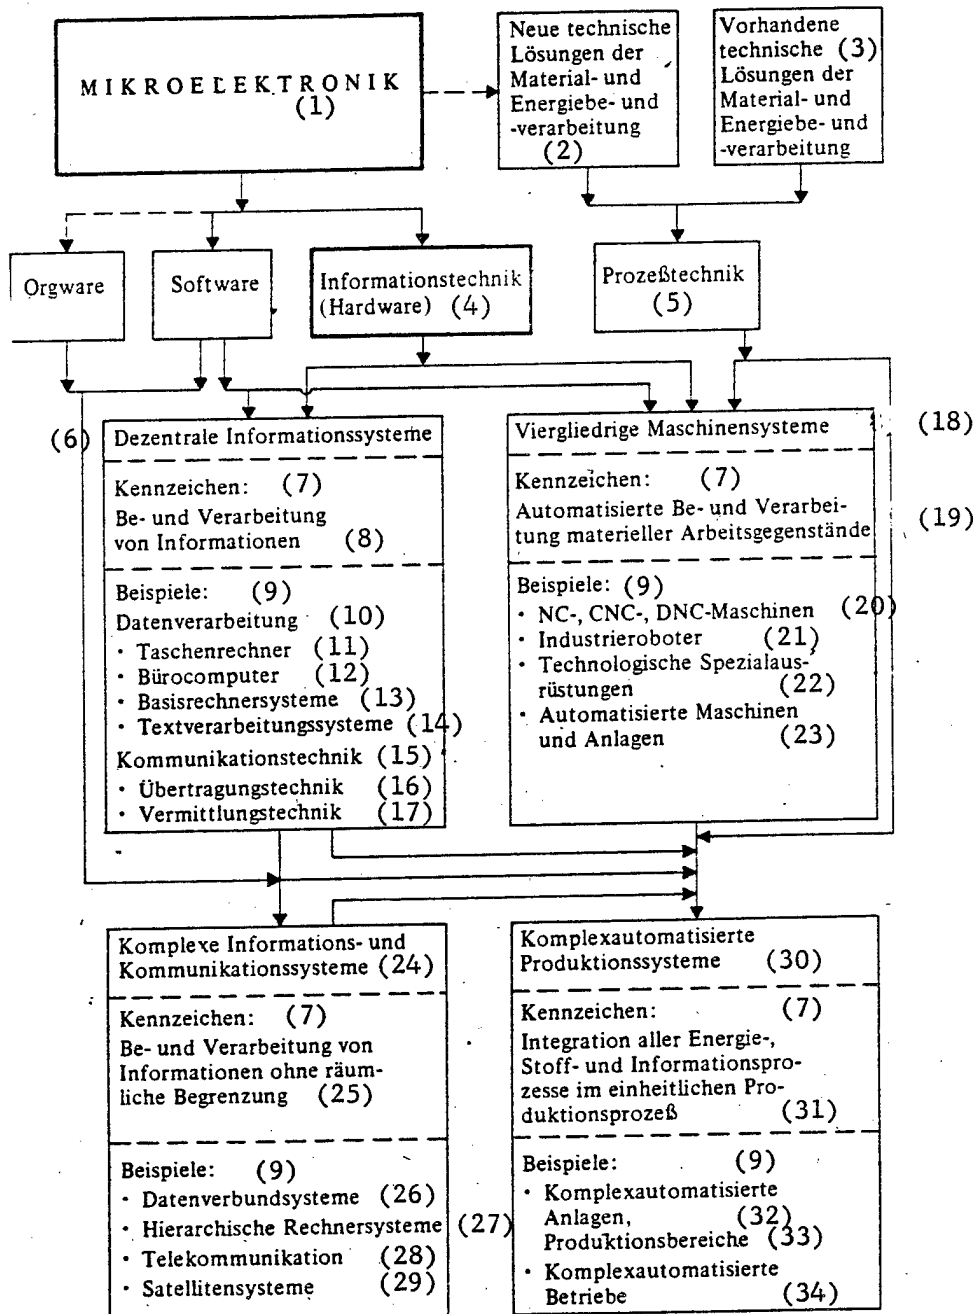 MIKROELEKTRONIK
(1)
Neue technische
Lösungen der
Material- und
Energiebe- und
-verarbeitung
(2)
Vorhandene
technische (3)
Lösungen der
Material- und
Energiebe- und
-verarbeitung
Orgware
Software
Informationstechnik
(Hardware) (4)
Prozeßtechnik
(5)
(6) Dezentrale Informationssysteme
Kennzeichen: (7)
Be- und Verarbeitung
von Informationen (8)
Beispiele: (9)
Datenverarbeitung (10)
· Taschenrechner (11)
· Bürocomputer (12)
· Basisrechnersysteme (13)
· Textverarbeitungssysteme (14)
Kommunikationstechnik (15)
· Übertragungstechnik (16)
· Vermittlungstechnik (17)
Viergliedrige Maschinensysteme (18)
Kennzeichen: (7)
Automatisierte Be- und Verarbei-
tung materieller Arbeitsgegenstände (19)
Beispiele: (9)
· NC-, CNC-, DNC-Maschinen (20)
· Industrieroboter (21)
· Technologische Spezialaus-
rüstungen (22)
· Automatisierte Maschinen
und Anlagen (23)
Komplexe Informations- und
Kommunikationssysteme (24)
Kennzeichen: (7)
Be- und Verarbeitung von
Informationen ohne räum-
liche Begrenzung (25)
Beispiele: (9)
· Datenverbundsysteme (26)
· Hierarchische Rechnersysteme (27)
· Telekommunikation (28)
· Satellitensysteme (29)
Komplexautomatisierte
Produktionssysteme (30)
Kennzeichen: (7)
Integration aller Energie-,
Stoff- und Informationspro-
zesse im einheitlichen Pro-
duktionsprozeß (31)
Beispiele: (9)
· Komplexautomatisierte
Anlagen, (32)
Produktionsbereiche (33)
· Komplexautomatisierte
Betriebe (34)